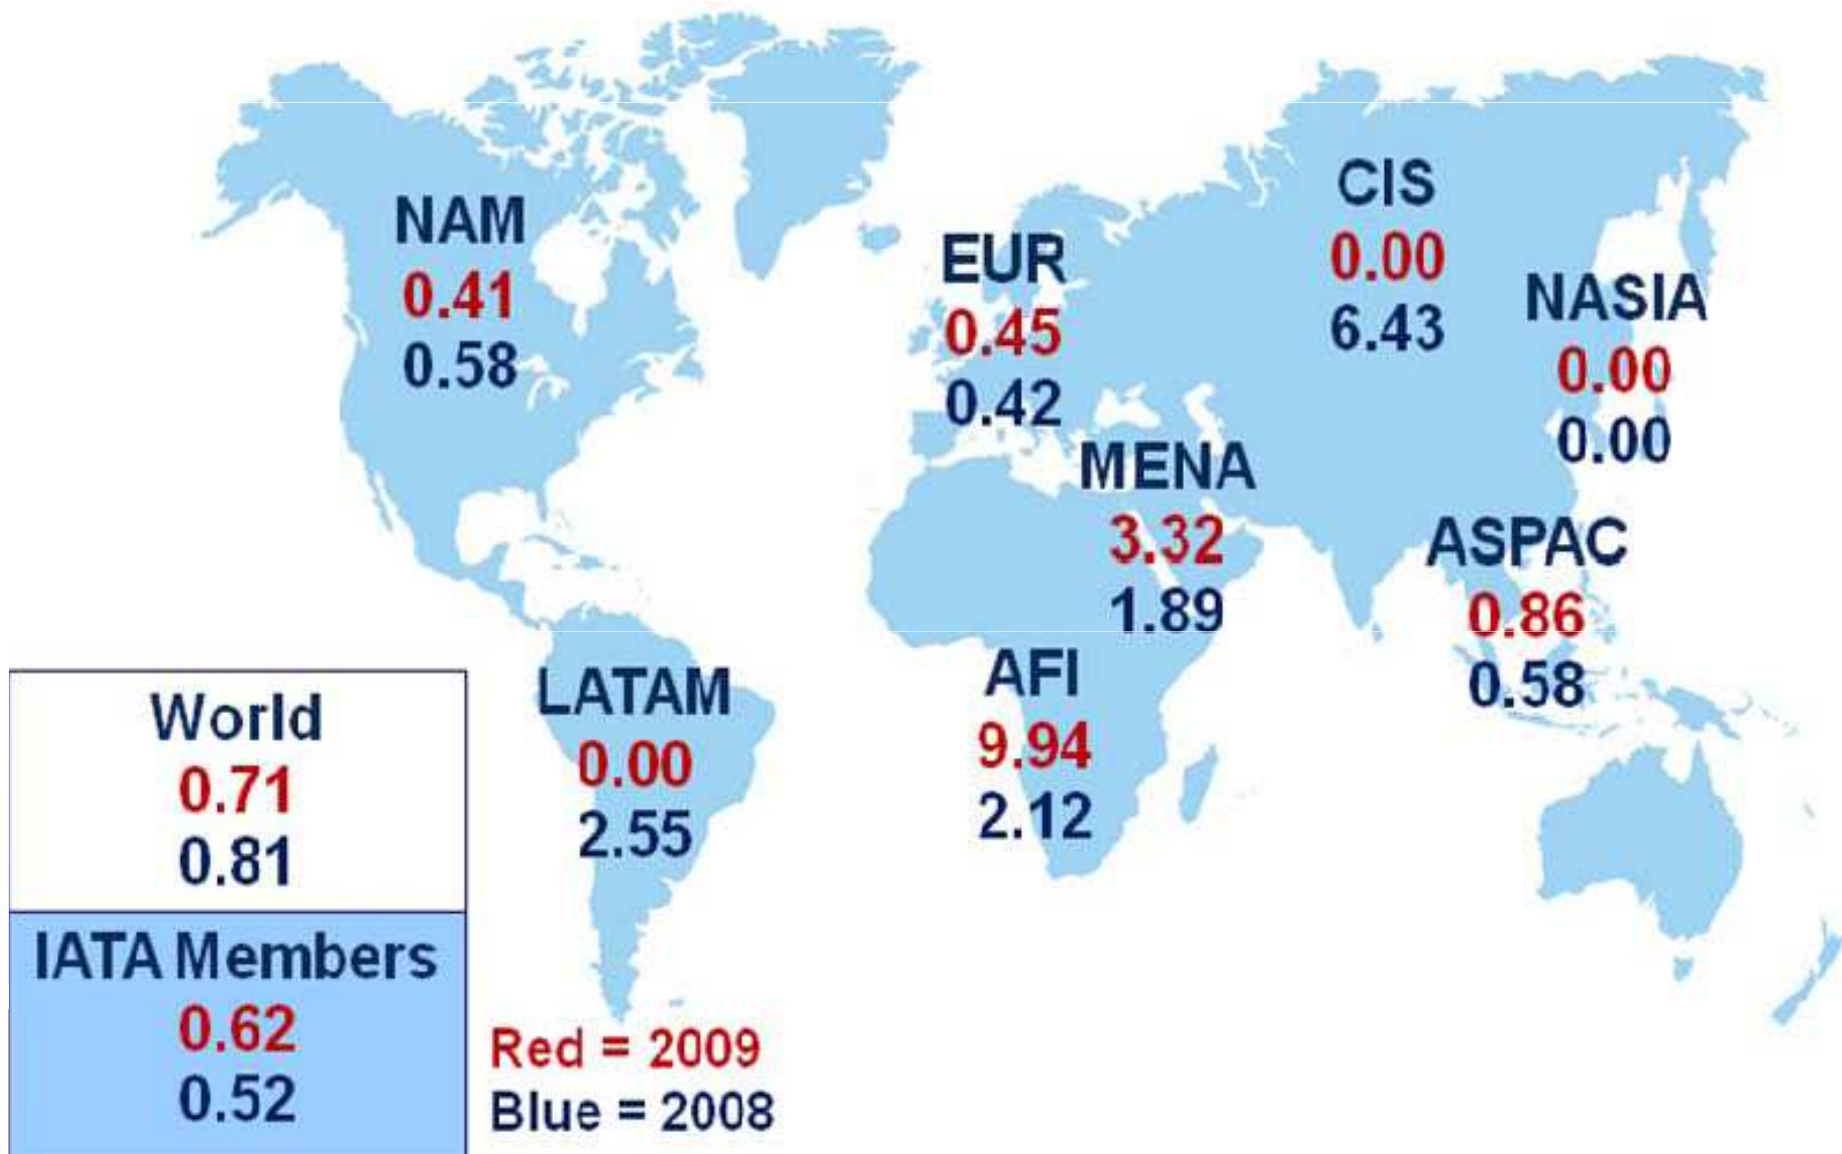 NAM
0.41
0.58
EUR
0.45
0.42
CIS
0.00
6.43
NASIA
0.00
0.00
MENA
3.32
1.89
ASPAC
0.86
0.58
LATAM
0.00
2.55
AFI
9.94
2.12
World
0.71
0.81
IATA Members
0.62
0.52
Red = 2009
Blue = 2008